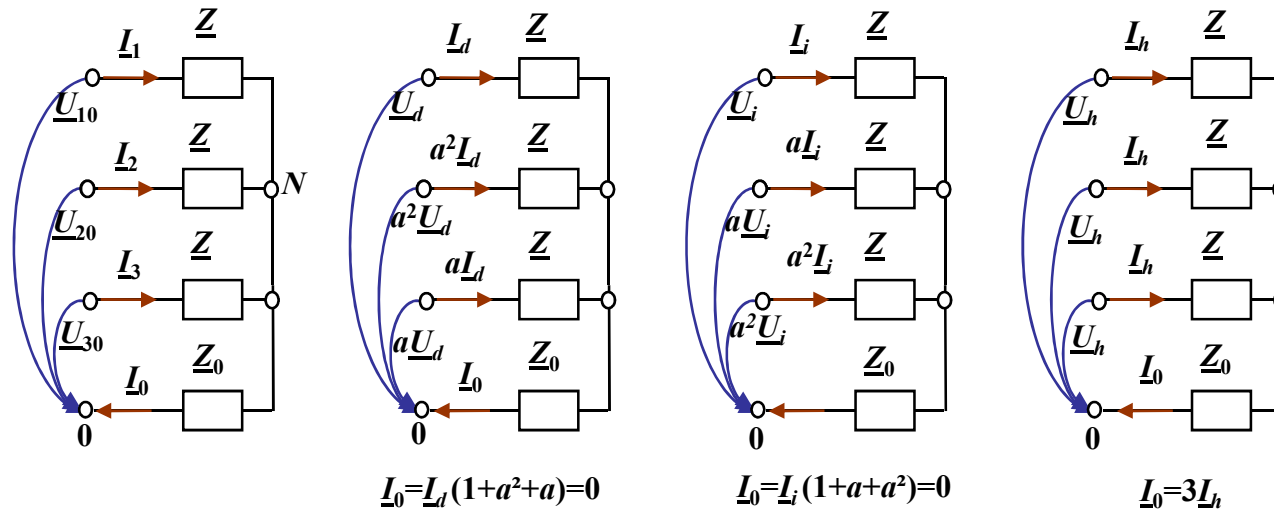 Z Z Z Z
I1 Id Ii Ih
U10 Ud Ui Uh
Z Z Z Z
I2 a²Id aIi Ih
N
U20 a²Ud aUi Uh
Z Z Z Z
I3 aId a²Ii Ih
U30 aUd a²Ui Uh
Z0 Z0 Z0 Z0
I0 I0 I0 I0
0 0 0 0
I0=Id(1+a²+a)=0 I0=Ii(1+a+a²)=0 I0=3Ih